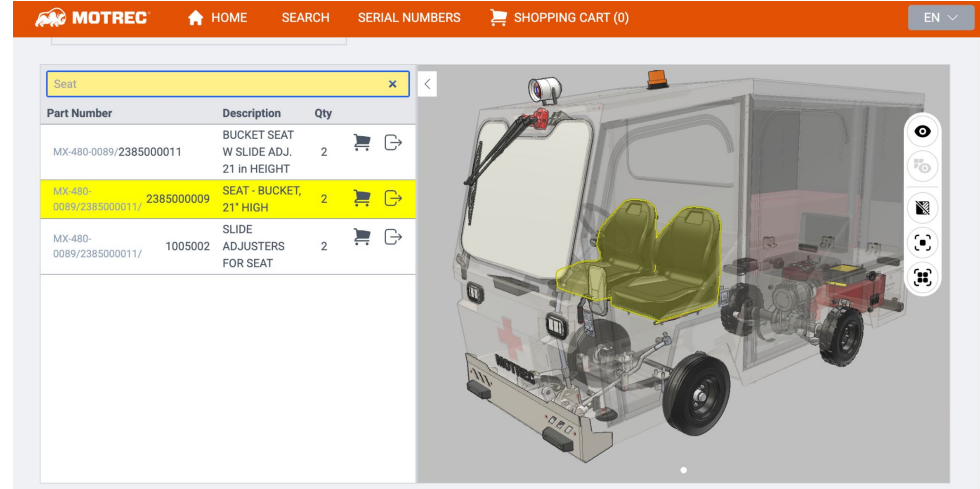 MOTREC HOME SEARCH SERIAL NUMBERS SHOPPING CART (0) EN
Seat
Part Number Description Qty
MX-480-0089/2385000011 BUCKET SEAT W SLIDE ADJ. 21 in HEIGHT 2
MX-480-0089/2385000011/ 2385000009 SEAT - BUCKET, 21" HIGH 2
MX-480-0089/2385000011/ 1005002 SLIDE ADJUSTERS FOR SEAT 2
MOTREC